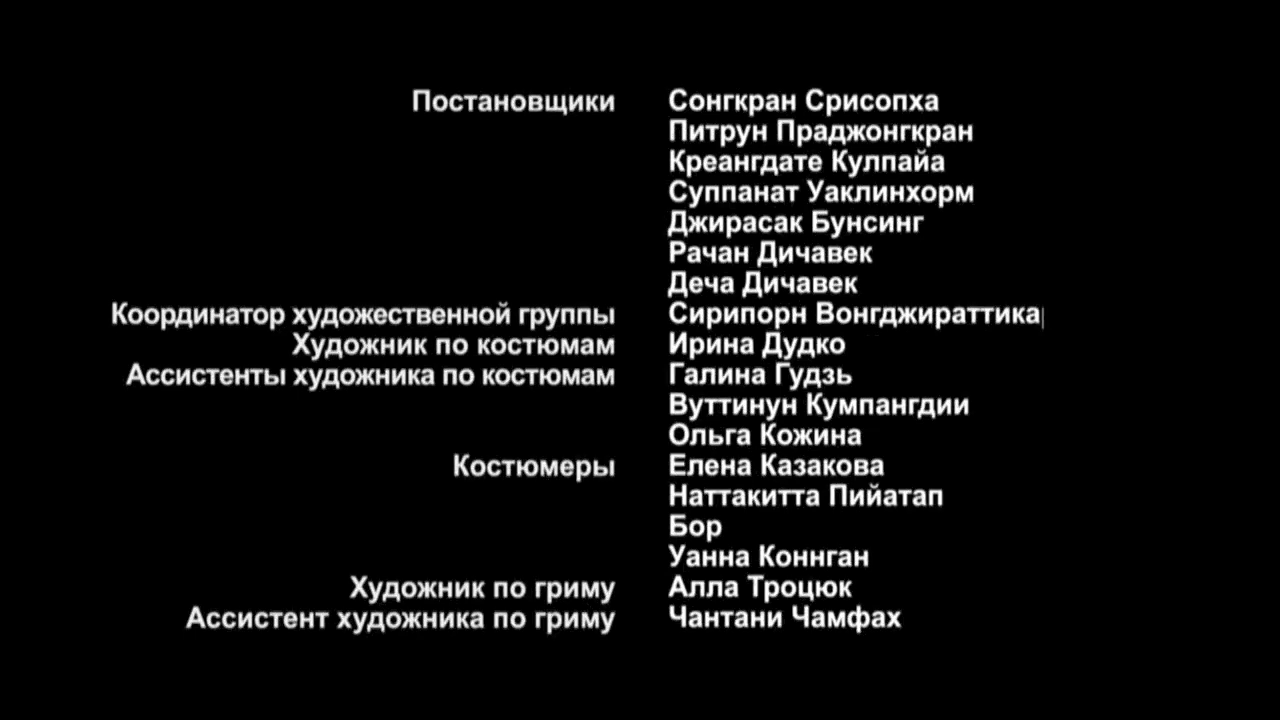 Постановщики Сонгкран Срисопха
Питрун Праджонгкран
Креангдате Кулпайа
Суппанат Уаклинхорм
Джирасак Бунсинг
Рачан Дичавек
Деча Дичавек
Координатор художественной группы Сирипорн
Художник по костюмам Ирина Дудко
Ассистенты художника по костюмам Галина Гудзь
Вуттинун Кумпангдии
Ольга Кожина
Костюмеры Елена Казакова
Наттакитта Пийатап
Бор
Уанна Коннган
Художник по гриму Алла Троцюк
Ассистент художника по гриму Чантани Чамфах